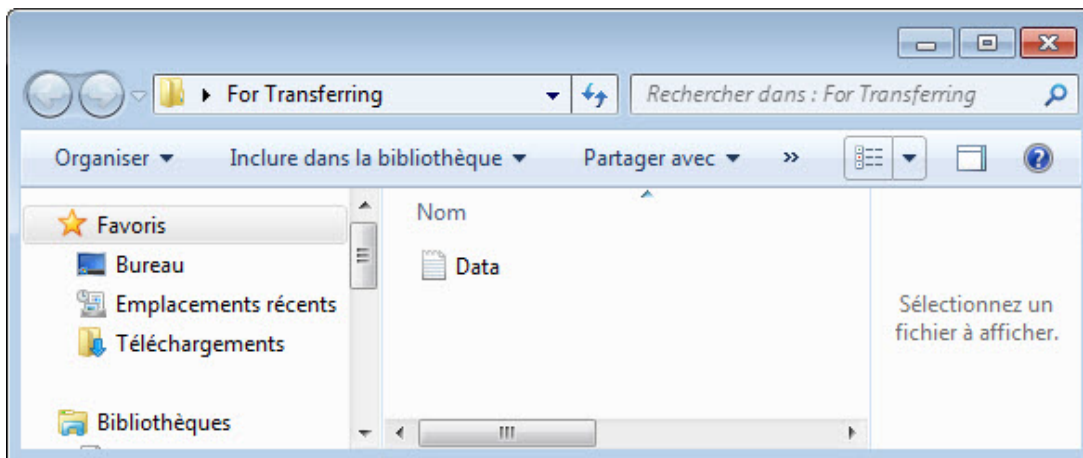 For Transferring
Rechercher dans : For Transferring
Organiser
Inclure dans la bibliothèque
Partager avec
»
Favoris
Bureau
Emplacements récents
Téléchargements
Bibliothèques
Nom
Data
Sélectionnez un
fichier à afficher.